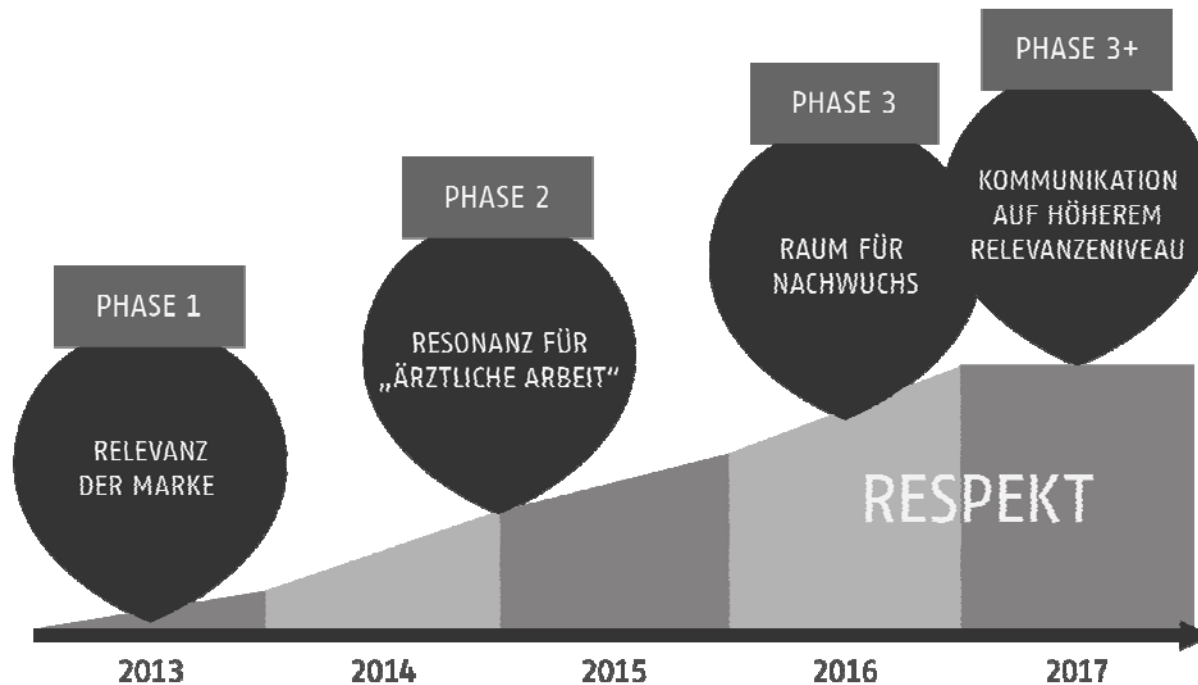 PHASE 1
RELEVANZ
DER MARKE
PHASE 2
RESONANZ FÜR
„ÄRZTLICHE ARBEIT“
PHASE 3
RAUM FÜR
NACHWUCHS
PHASE 3+
KOMMUNIKATION
AUF HÖHEREM
RELEVANZENIVEAU
RESPEKT
2013
2014
2015
2016
2017